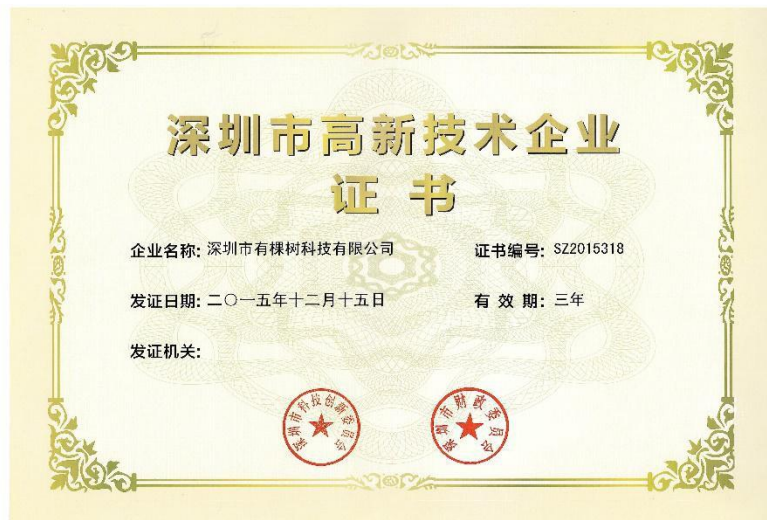 深圳市高新技术企业
证书
企业名称: 深圳市有棵树科技有限公司
证书编号: SZ2015318
发证日期: 二〇一五年十二月十五日
有效期: 三年
发证机关:
深圳市科技创新委员会
深圳市财政委员会